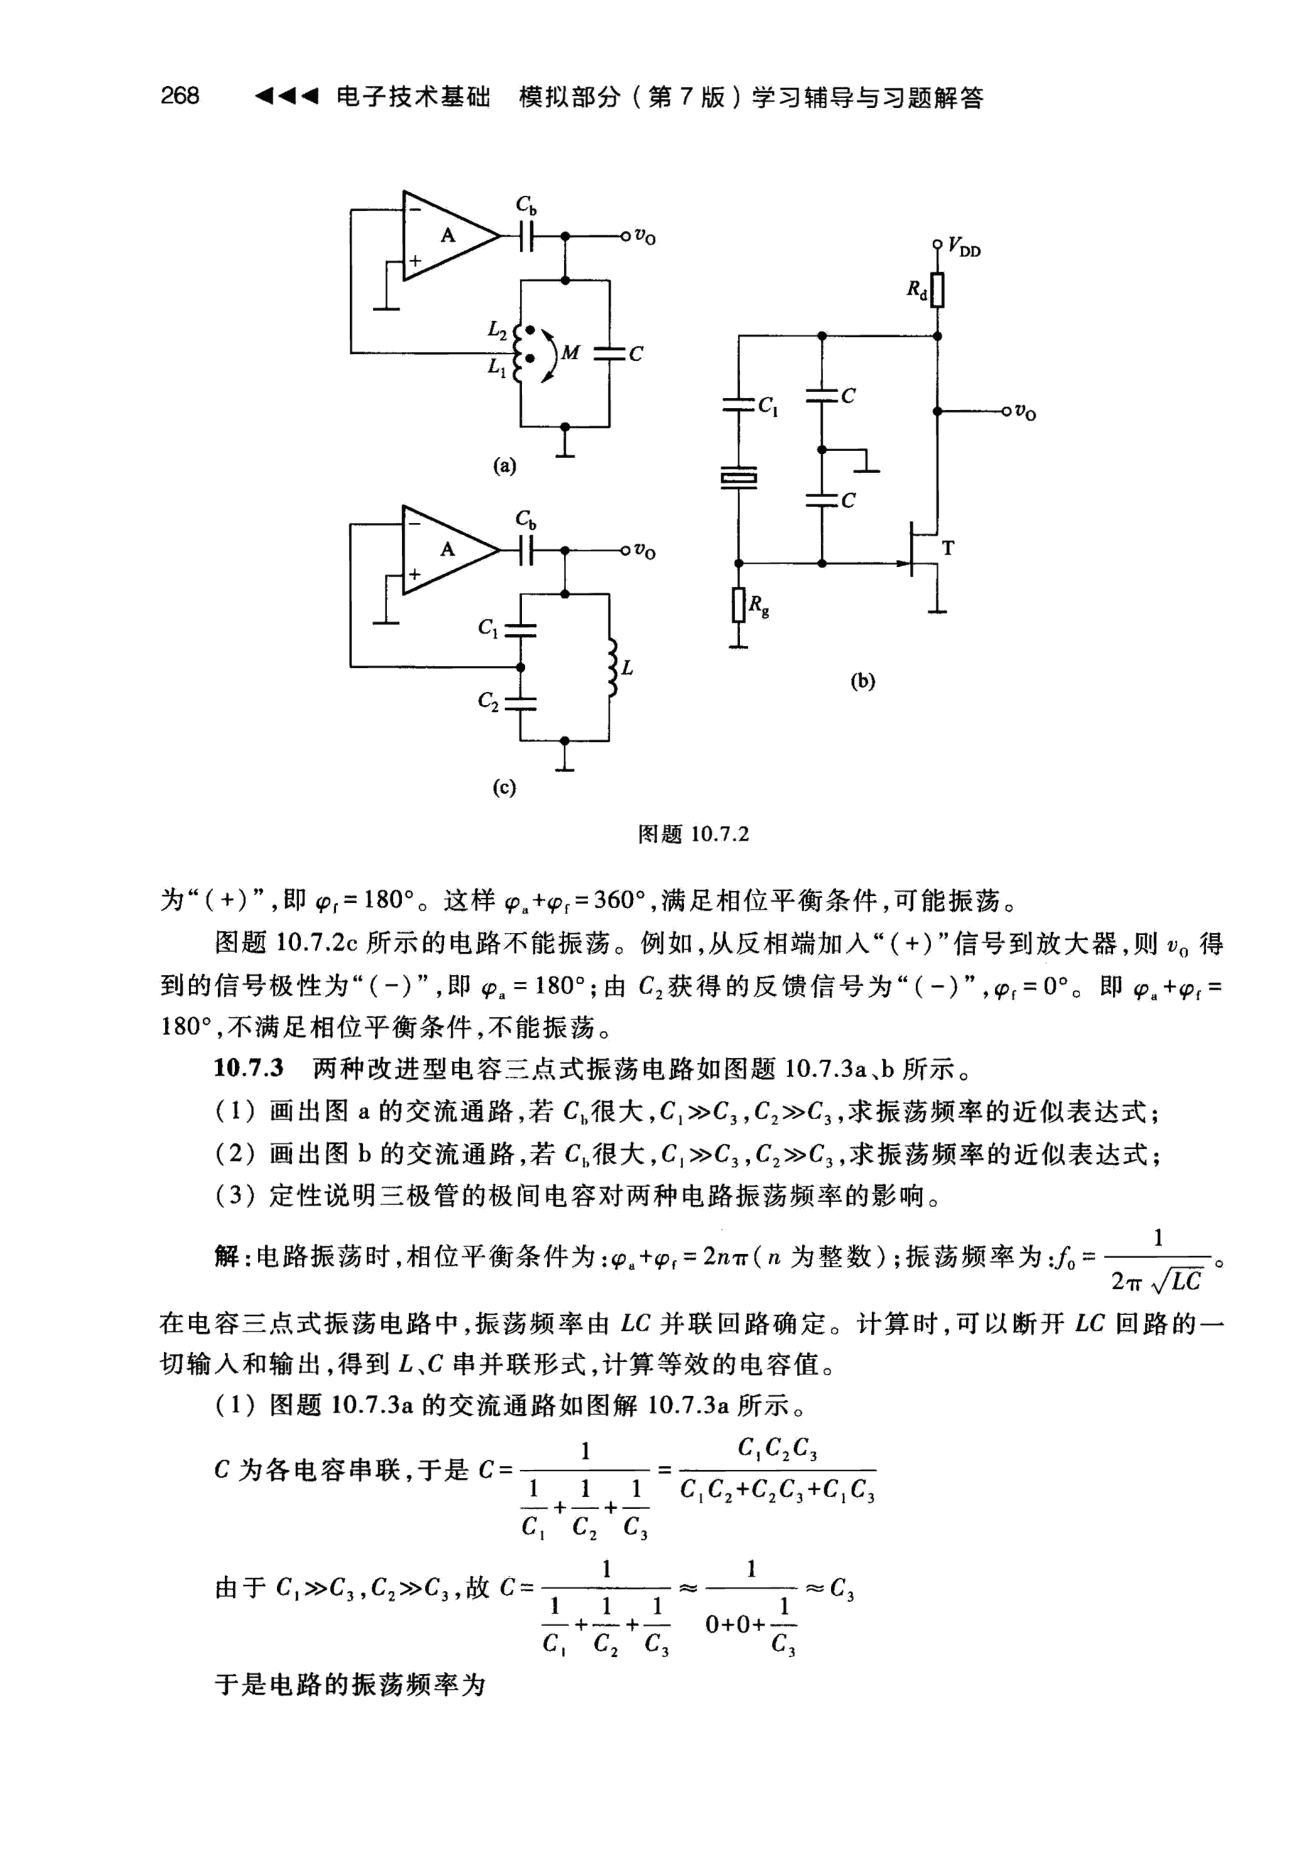 268 ◀◀◀ 电子技术基础 模拟部分（第7版）学习辅导与习题解答
A
−
+
C_b
v_O
L_2
L_1
M
C
(a)
V_DD
R_d
C_1
C
C
v_O
T
R_g
(b)
A
−
+
C_b
v_O
C_1
C_2
L
(c)
图题 10.7.2
为“(+)”,即 φ_f=180°。这样 φ_a+φ_f=360°,满足相位平衡条件,可能振荡。
图题 10.7.2c 所示的电路不能振荡。例如,从反相端加入“(+)”信号到放大器,则 v_O 得
到的信号极性为“(-)”,即 φ_a=180°;由 C_2获得的反馈信号为“(-)”,φ_f=0°。即 φ_a+φ_f=
180°,不满足相位平衡条件,不能振荡。
10.7.3 两种改进型电容三点式振荡电路如图题 10.7.3a、b 所示。
(1) 画出图 a 的交流通路,若 C_b很大,C_1≫C_3,C_2≫C_3,求振荡频率的近似表达式;
(2) 画出图 b 的交流通路,若 C_b很大,C_1≫C_3,C_2≫C_3,求振荡频率的近似表达式;
(3) 定性说明三极管的极间电容对两种电路振荡频率的影响。
解:电路振荡时,相位平衡条件为:φ_a+φ_f=2nπ(n 为整数);振荡频率为:f_0=1/(2π√(LC))。
在电容三点式振荡电路中,振荡频率由 LC 并联回路确定。计算时,可以断开 LC 回路的一
切输入和输出,得到 L、C 串并联形式,计算等效的电容值。
(1) 图题 10.7.3a 的交流通路如图解 10.7.3a 所示。
C 为各电容串联,于是 C=1/(1/C_1+1/C_2+1/C_3)=C_1C_2C_3/(C_1C_2+C_2C_3+C_1C_3)
由于 C_1≫C_3,C_2≫C_3,故 C=1/(1/C_1+1/C_2+1/C_3)≈1/(0+0+1/C_3)≈C_3
于是电路的振荡频率为